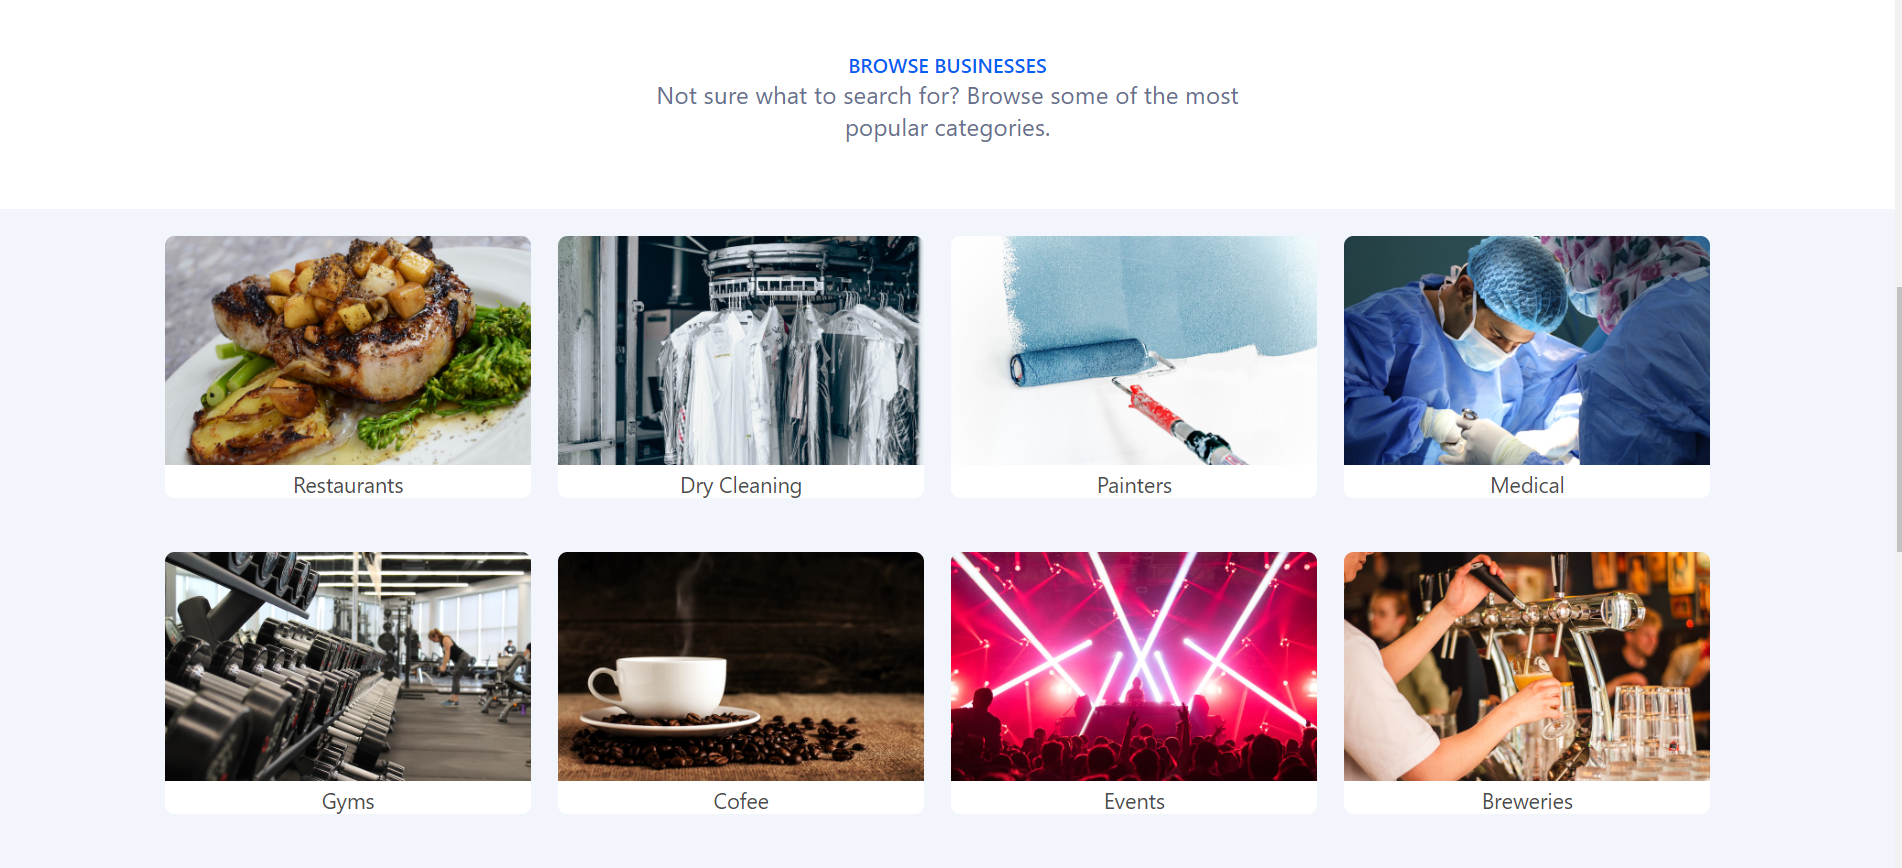 BROWSE BUSINESSES
Not sure what to search for? Browse some of the most
popular categories.
Restaurants
Dry Cleaning
Painters
Medical
Gyms
Cofee
Events
Breweries